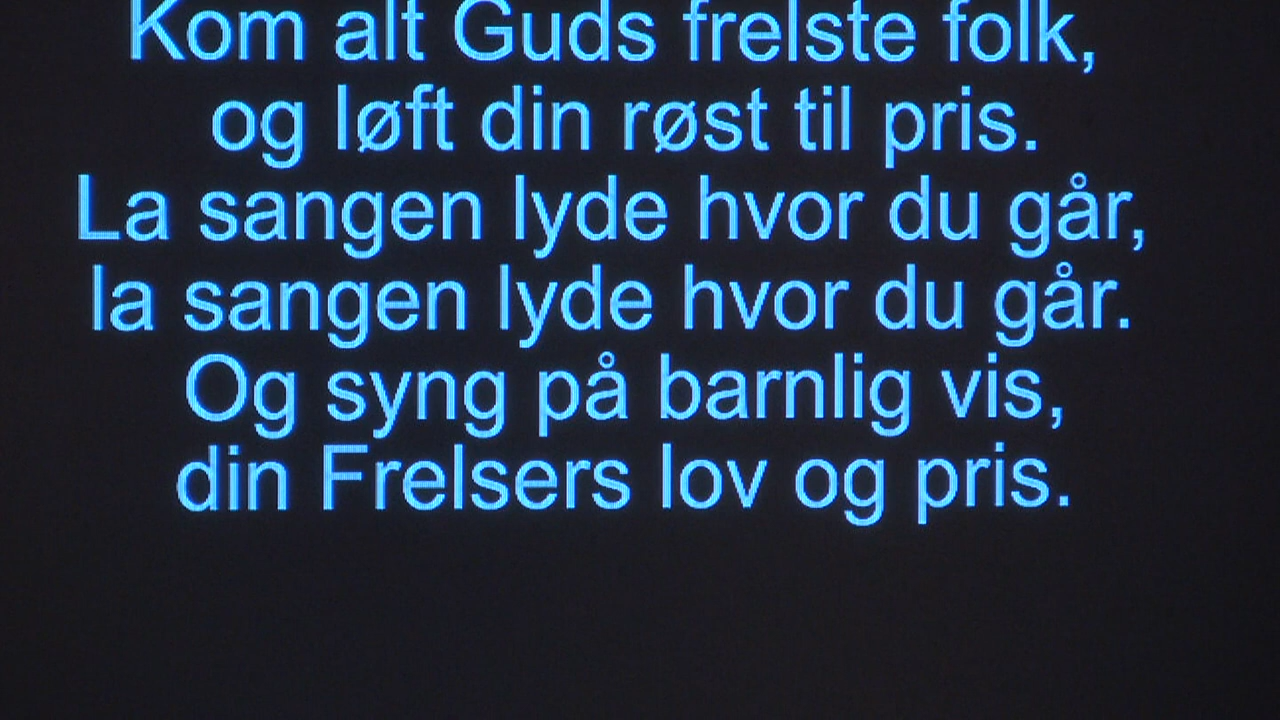 Kom alt Guds frelste folk,
og løft din røst til pris.
La sangen lyde hvor du går,
la sangen lyde hvor du går.
Og syng på barnlig vis,
din Frelsers lov og pris.